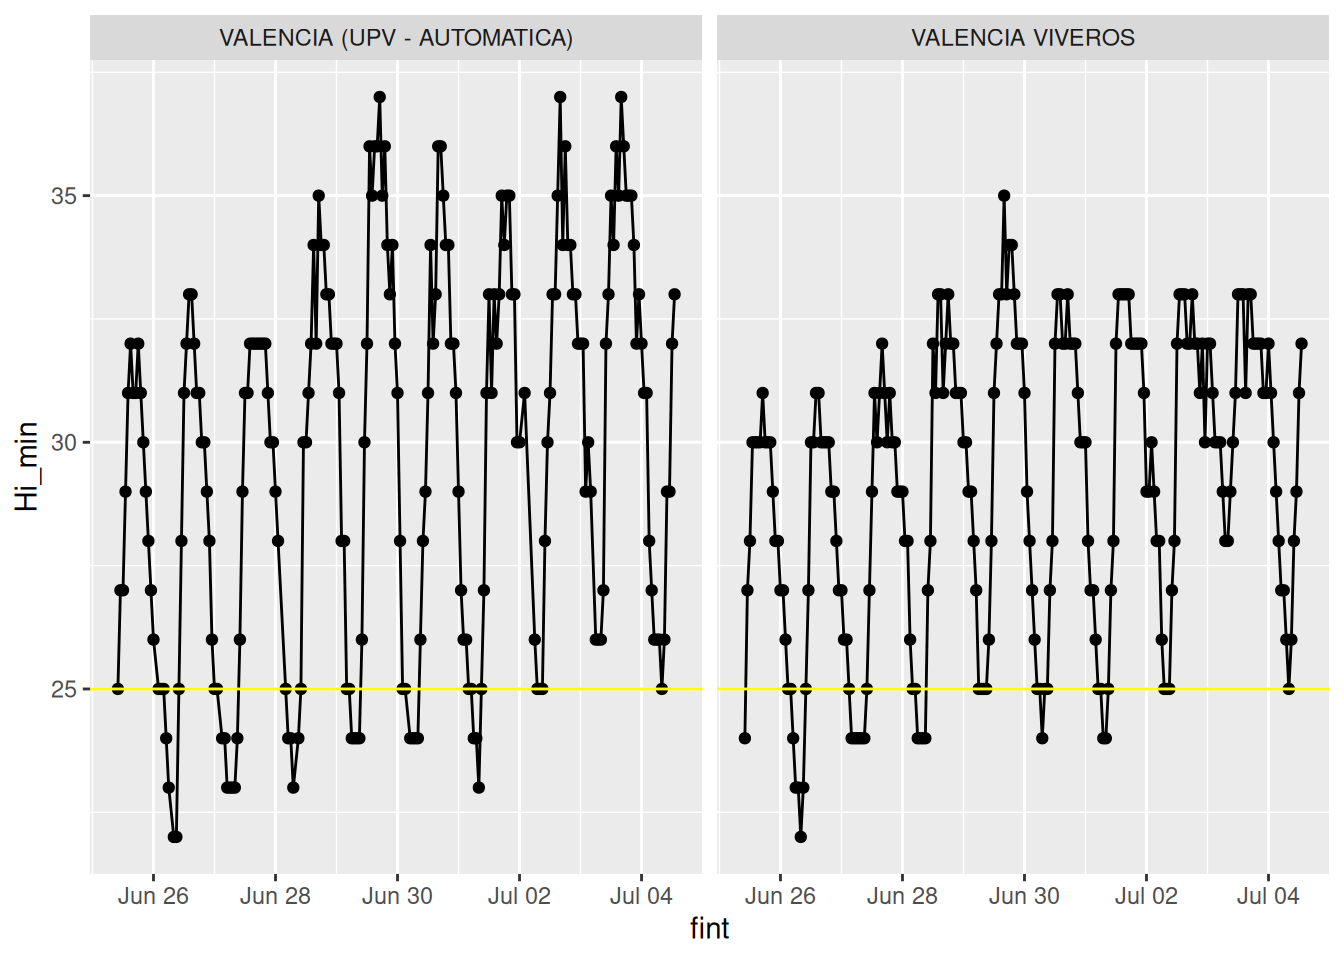 VALENCIA (UPV - AUTOMATICA)
VALENCIA VIVEROS
Hi_min
35
30
25
Jun 26 Jun 28 Jun 30 Jul 02 Jul 04
Jun 26 Jun 28 Jun 30 Jul 02 Jul 04
fint